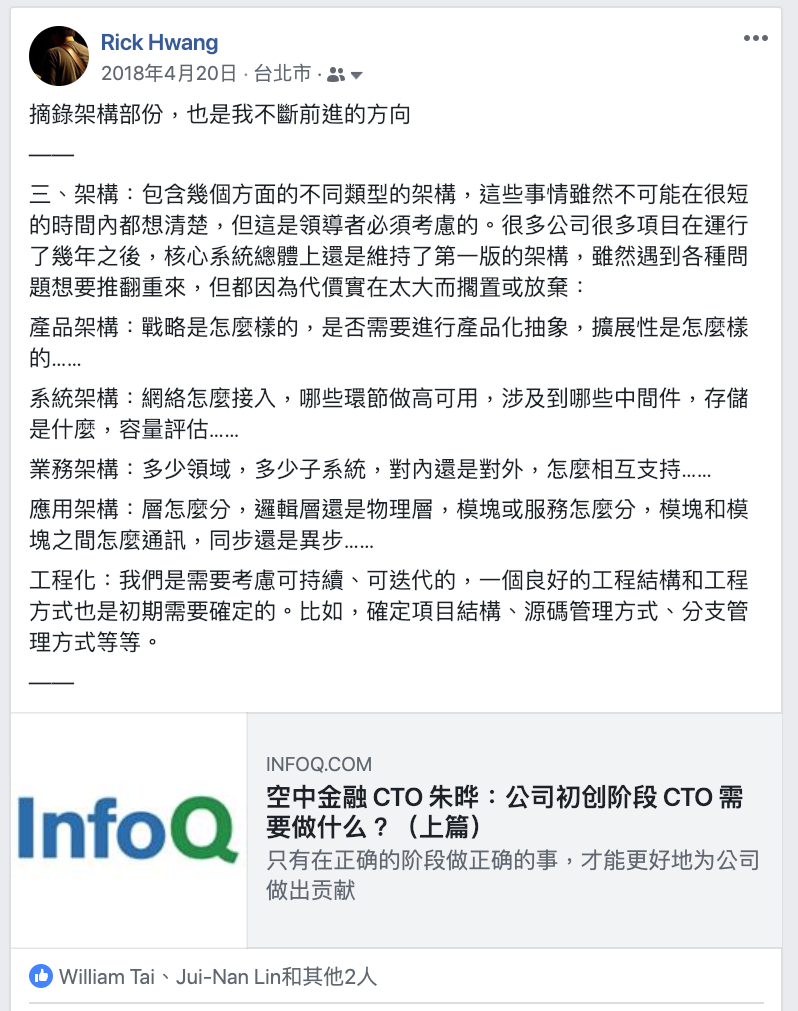 Rick Hwang
2018年4月20日 · 台北市 ·
摘錄架構部份，也是我不斷前進的方向
——
三、架構：包含幾個方面的不同類型的架構，這些事情雖然不可能在很短
的時間內都想清楚，但這是領導者必須考慮的。很多公司很多項目在運行
了幾年之後，核心系統總體上還是維持了第一版的架構，雖然遇到各種問
題想要推翻重來，但都因為代價實在太大而擱置或放棄：
產品架構：戰略是怎麼樣的，是否需要進行產品化抽象，擴展性是怎麼樣
的......
系統架構：網絡怎麼接入，哪些環節做高可用，涉及到哪些中間件，存儲
是什麼，容量評估......
業務架構：多少領域，多少子系統，對內還是對外，怎麼相互支持......
應用架構：層怎麼分，邏輯層還是物理層，模塊或服務怎麼分，模塊和模
塊之間怎麼通訊，同步還是異步......
工程化：我們是需要考慮可持續、可迭代的，一個良好的工程結構和工程
方式也是初期需要確定的。比如，確定項目結構、源碼管理方式、分支管
理方式等等。
——
InfoQ
INFOQ.COM
空中金融 CTO 朱晔：公司初创阶段 CTO 需
要做什么？（上篇）
只有在正确的阶段做正确的事，才能更好地为公司
做出贡献
William Tai、Jui-Nan Lin和其他2人